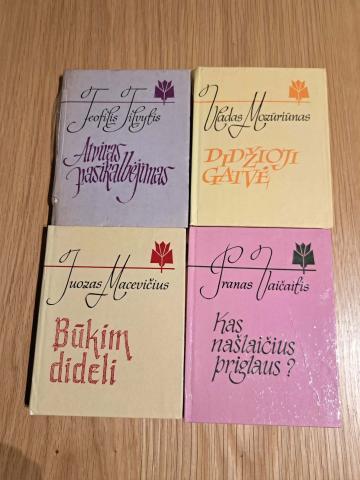 Teofilis Tilvytis
Atviras
pasikalbėjimas
Vladas Mozūriūnas
DIDŽIOJI
GATVĖ
Juozas Macevičius
Būkim
dideli
Pranas Vaičaitis
Kas
našlaičius
priglaus?